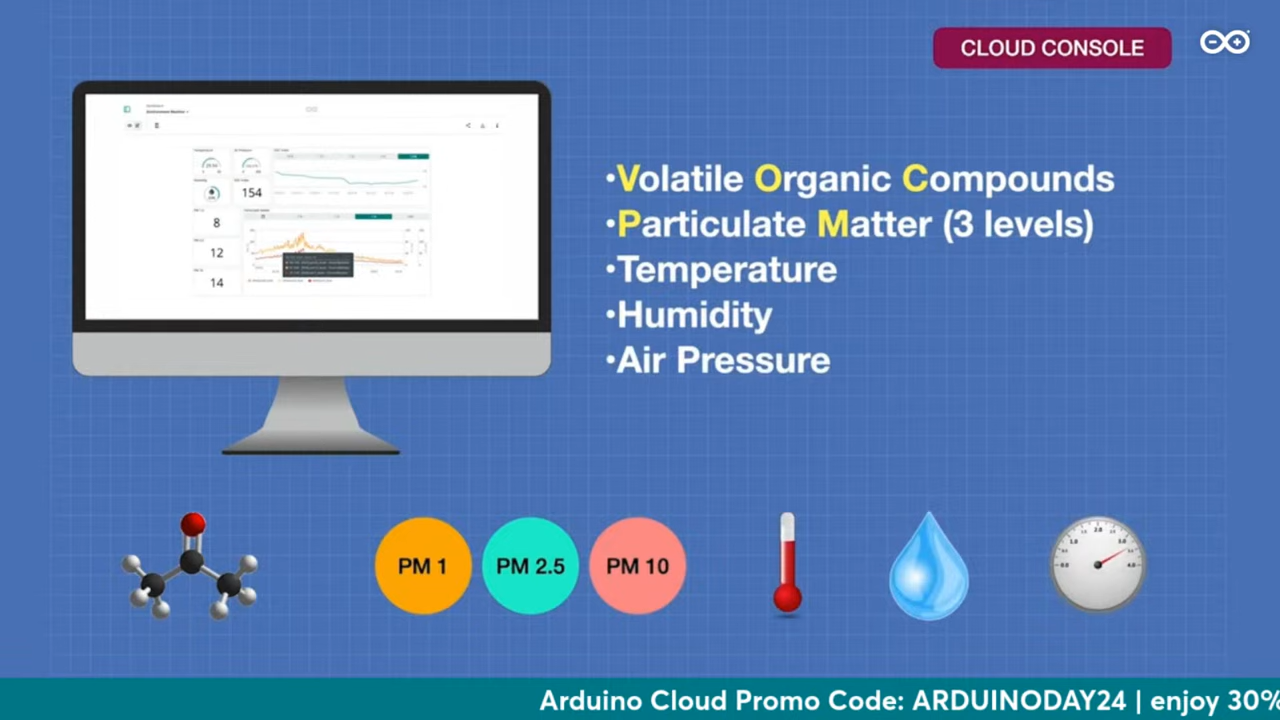 CLOUD CONSOLE
154
8
12
14
•Volatile Organic Compounds
•Particulate Matter (3 levels)
•Temperature
•Humidity
•Air Pressure
PM 1
PM 2.5
PM 10
Arduino Cloud Promo Code: ARDUINODAY24 | enjoy 30%